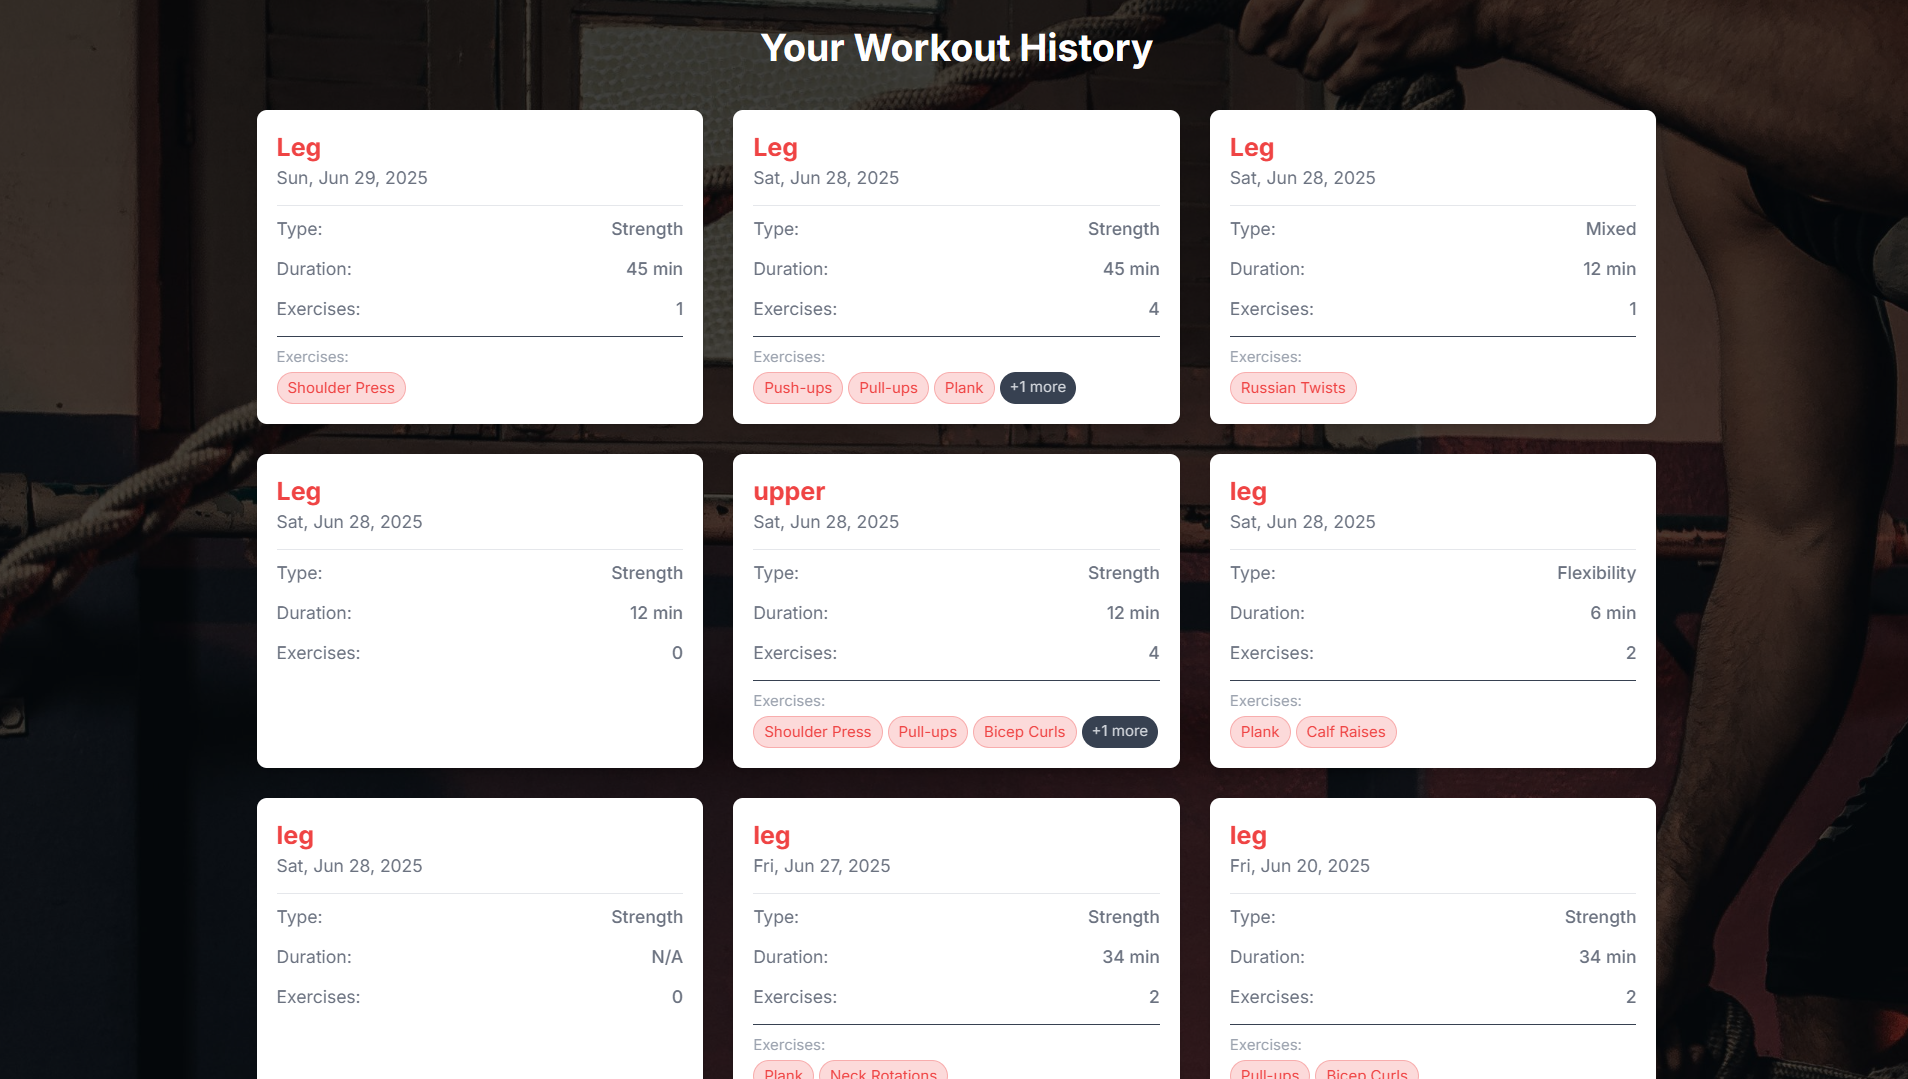 Your Workout History
Leg
Sun, Jun 29, 2025
Type: Strength
Duration: 45 min
Exercises: 1
Exercises:
Shoulder Press
Leg
Sat, Jun 28, 2025
Type: Strength
Duration: 45 min
Exercises: 4
Exercises:
Push-ups Pull-ups Plank +1 more
Leg
Sat, Jun 28, 2025
Type: Mixed
Duration: 12 min
Exercises: 1
Exercises:
Russian Twists
Leg
Sat, Jun 28, 2025
Type: Strength
Duration: 12 min
Exercises: 0
upper
Sat, Jun 28, 2025
Type: Strength
Duration: 12 min
Exercises: 4
Exercises:
Shoulder Press Pull-ups Bicep Curls +1 more
leg
Sat, Jun 28, 2025
Type: Flexibility
Duration: 6 min
Exercises: 2
Exercises:
Plank Calf Raises
leg
Sat, Jun 28, 2025
Type: Strength
Duration: N/A
Exercises: 0
leg
Fri, Jun 27, 2025
Type: Strength
Duration: 34 min
Exercises: 2
Exercises:
Plank Neck Rotations
leg
Fri, Jun 20, 2025
Type: Strength
Duration: 34 min
Exercises: 2
Exercises:
Pull-ups Bicep Curls